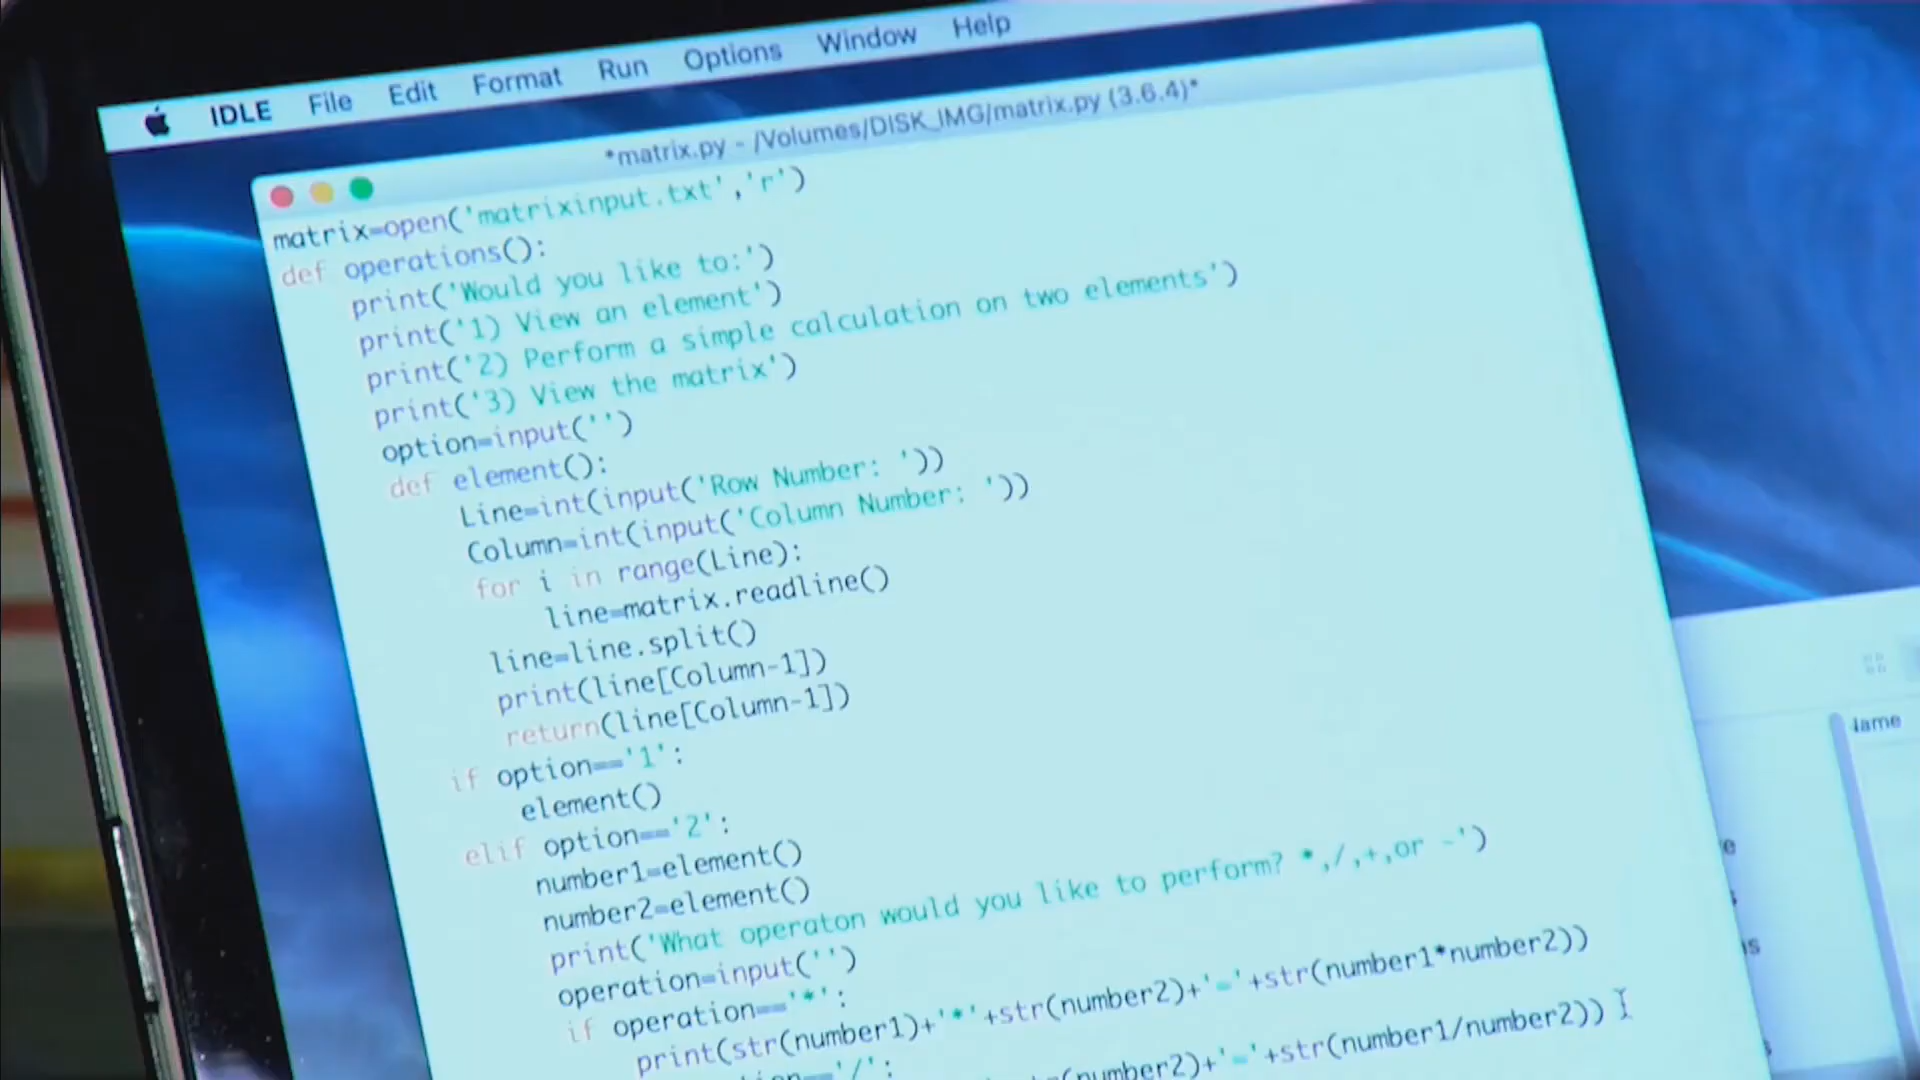 IDLE File Edit Format Run Options Window Help
*matrix.py - /Volumes/DISK_IMG/matrix.py (3.6.4)*
matrix=open('matrixinput.txt','r')
def operations():
print('Would you like to:')
print('1) View an element')
print('2) Perform a simple calculation on two elements')
print('3) View the matrix')
option=input('')
def element():
Line=int(input('Row Number: '))
Column=int(input('Column Number: '))
for i in range(Line):
line=matrix.readline()
line=line.split()
print(line[Column-1])
return(line[Column-1])
if option=='1':
element()
elif option=='2':
number1=element()
number2=element()
print('What operaton would you like to perform? *,/,+,or -')
operation=input('')
if operation=='*':
print(str(number1)+'*'+str(number2)+'='+str(number1*number2))
=='/':
(number2)+'='+str(number1/number2))